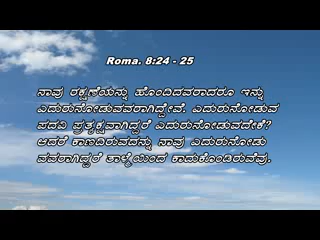 Roma. 8:24 - 25
ನಾವು ರಕ್ಷಣೆಯನ್ನು ಹೊಂದಿದವರಾದರೂ ಇನ್ನು
ಎದುರುನೋಡುವವರಾಗಿದ್ದೇವೆ. ಎದುರುನೋಡುವ
ಪದವಿ ಪ್ರತ್ಯಕ್ಷವಾಗಿದ್ದರೆ ಎದುರುನೋಡುವದೇಕೆ?
ಆದರೆ ಕಾಣದಿರುವದನ್ನು ನಾವು ಎದುರುನೋಡು
ವವರಾಗಿದ್ದರೆ ತಾಳ್ಮೆಯಿಂದ ಕಾದುಕೊಂಡಿರುವೆವು.